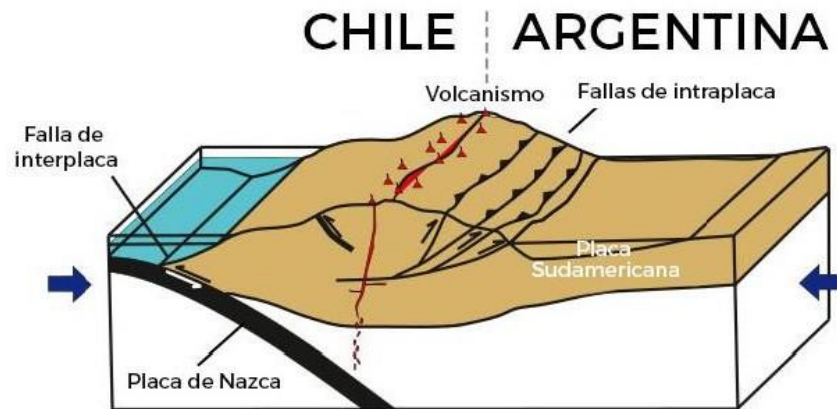 CHILE ARGENTINA
Volcanismo
Fallas de intraplaca
Falla de
interplaca
Placa
Sudamericana
Placa de Nazca